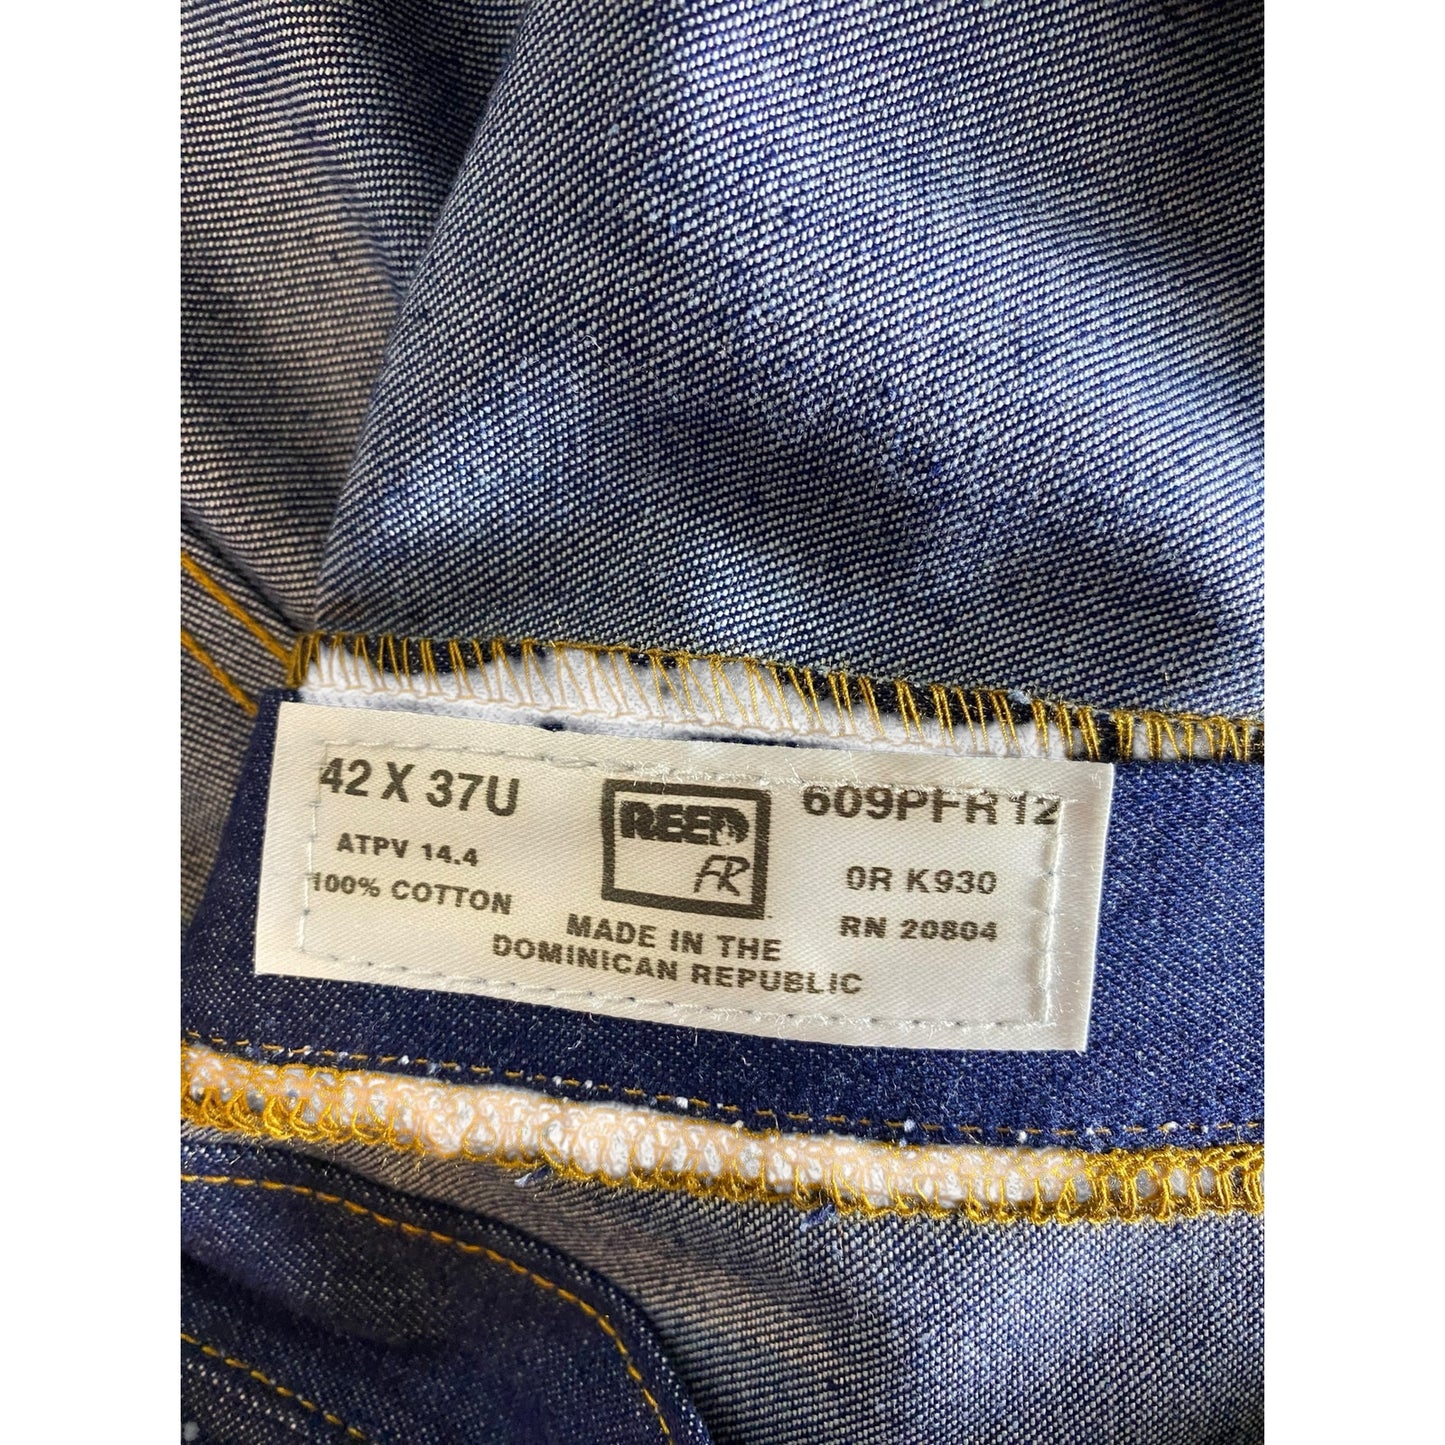 42 X 37U
ATPV 14.4
100% COTTON
REED
FR
MADE IN THE
DOMINICAN REPUBLIC
609PFR12
0R K930
RN 20804